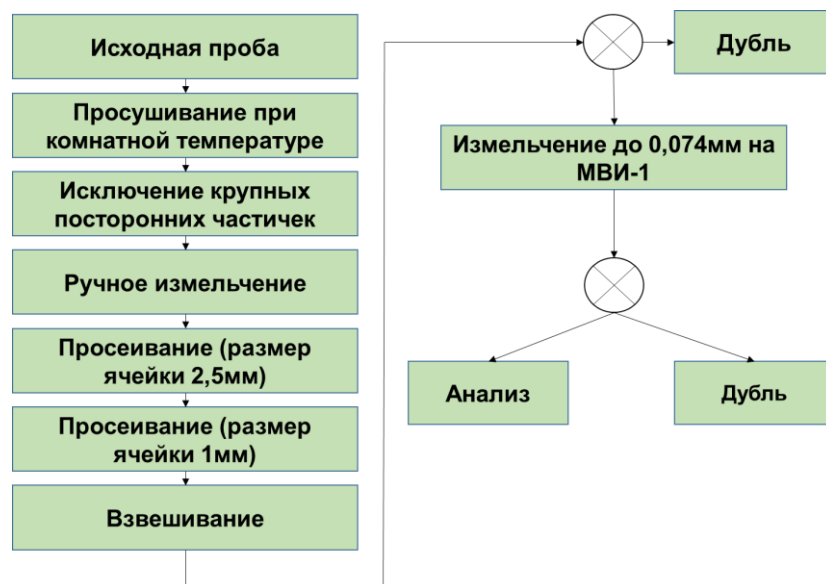 Исходная проба
Просушивание при
комнатной температуре
Исключение крупных
посторонних частичек
Ручное измельчение
Просеивание (размер
ячейки 2,5мм)
Просеивание (размер
ячейки 1мм)
Взвешивание
Дубль
Измельчение до 0,074мм на
МВИ-1
Анализ
Дубль